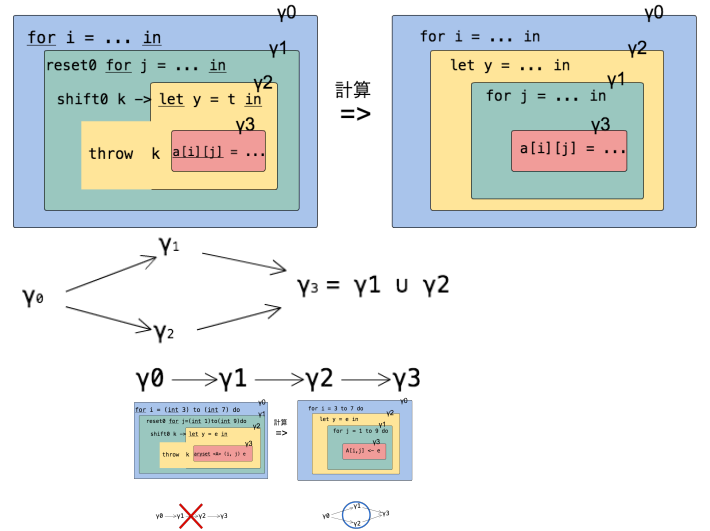 γ0
for i = ... in
γ1
reset0 for j = ... in
γ2
shift0 k -> let y = t in
γ3
throw k a[i][j] = ...
計算
=>
γ0
for i = ... in
γ2
let y = ... in
γ1
for j = ... in
γ3
a[i][j] = ...
γ1
γ0
γ2
γ3 = γ1 ∪ γ2
γ0 → γ1 → γ2 → γ3
γ0
for i = (int 3) to (int 7) do
γ1
reset0 for j=(int 1)to(int 9)do
γ2
shift0 k -> let y = e in
γ3
throw k
(i, j) e
計算
=>
γ0
for i = 3 to 7 do
γ2
let y = e in
γ1
for j = 1 to 9 do
γ3
A[i,j] <- e
γ0 → γ1 → γ2 → γ3
γ1
γ0
γ2
γ3